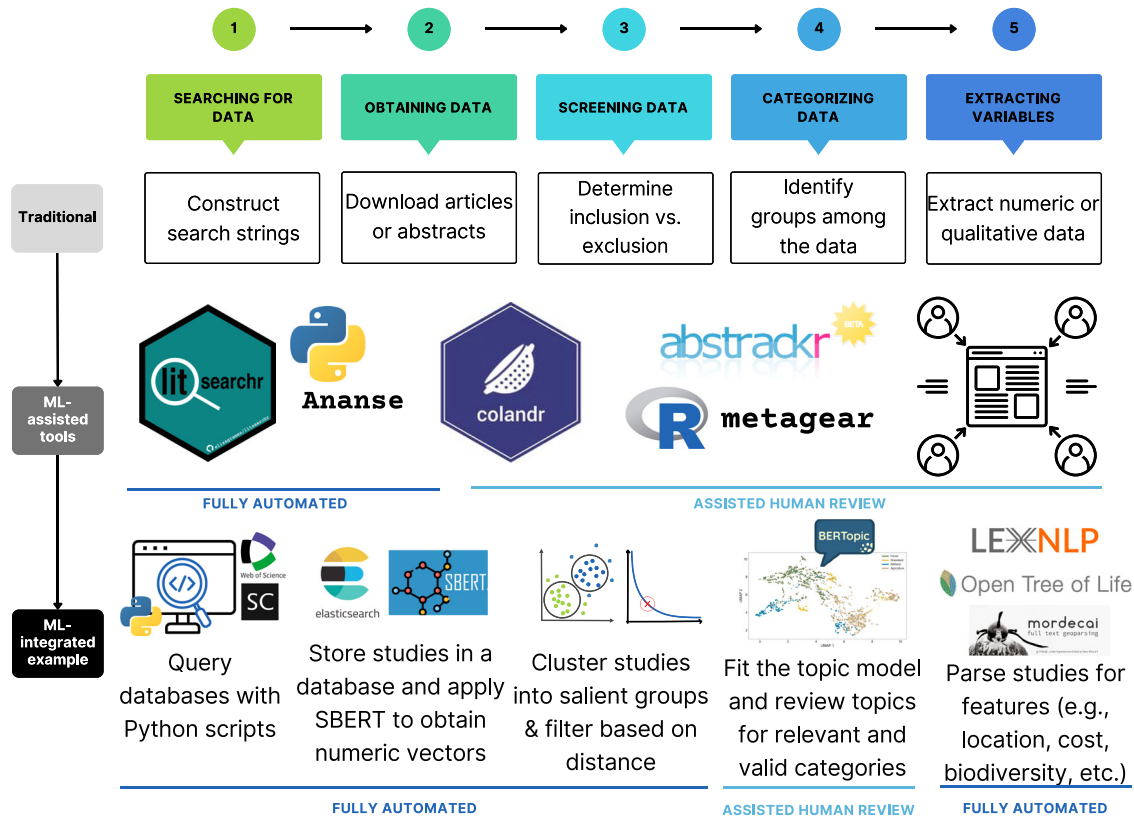 1
2
3
4
5
SEARCHING FOR
DATA
OBTAINING DATA
SCREENING DATA
CATEGORIZING
DATA
EXTRACTING
VARIABLES
Traditional
Construct
search strings
Download articles
or abstracts
Determine
inclusion vs.
exclusion
Identify
groups among
the data
Extract numeric or
qualitative data
ML-
assisted
tools
lit
searchr
Ananse
colandr
abstrackr
BETA
R
metagear
FULLY AUTOMATED
ASSISTED HUMAN REVIEW
ML-
integrated
example
Web of Science
SC
Query
databases with
Python scripts
elasticsearch
SBERT
Store studies in a
database and apply
SBERT to obtain
numeric vectors
Cluster studies
into salient groups
& filter based on
distance
BERTopic
UMAP 1
Fit the topic model
and review topics
for relevant and
valid categories
LEXNLP
Open Tree of Life
mordecai
full text geoparsing
Parse studies for
features (e.g.,
location, cost,
biodiversity, etc.)
FULLY AUTOMATED
ASSISTED HUMAN REVIEW
FULLY AUTOMATED